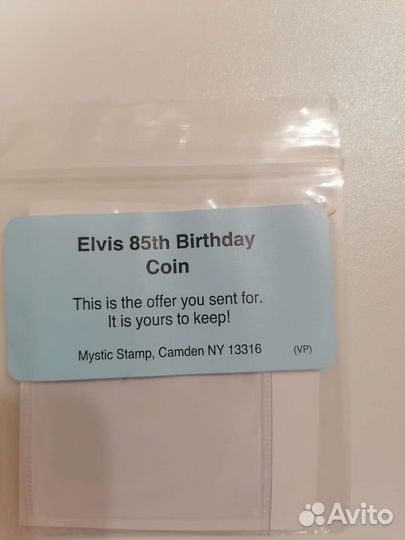 Elvis 85th Birthday
Coin
This is the offer you sent for.
It is yours to keep!
Mystic Stamp, Camden NY 13316 (VP)
Avito